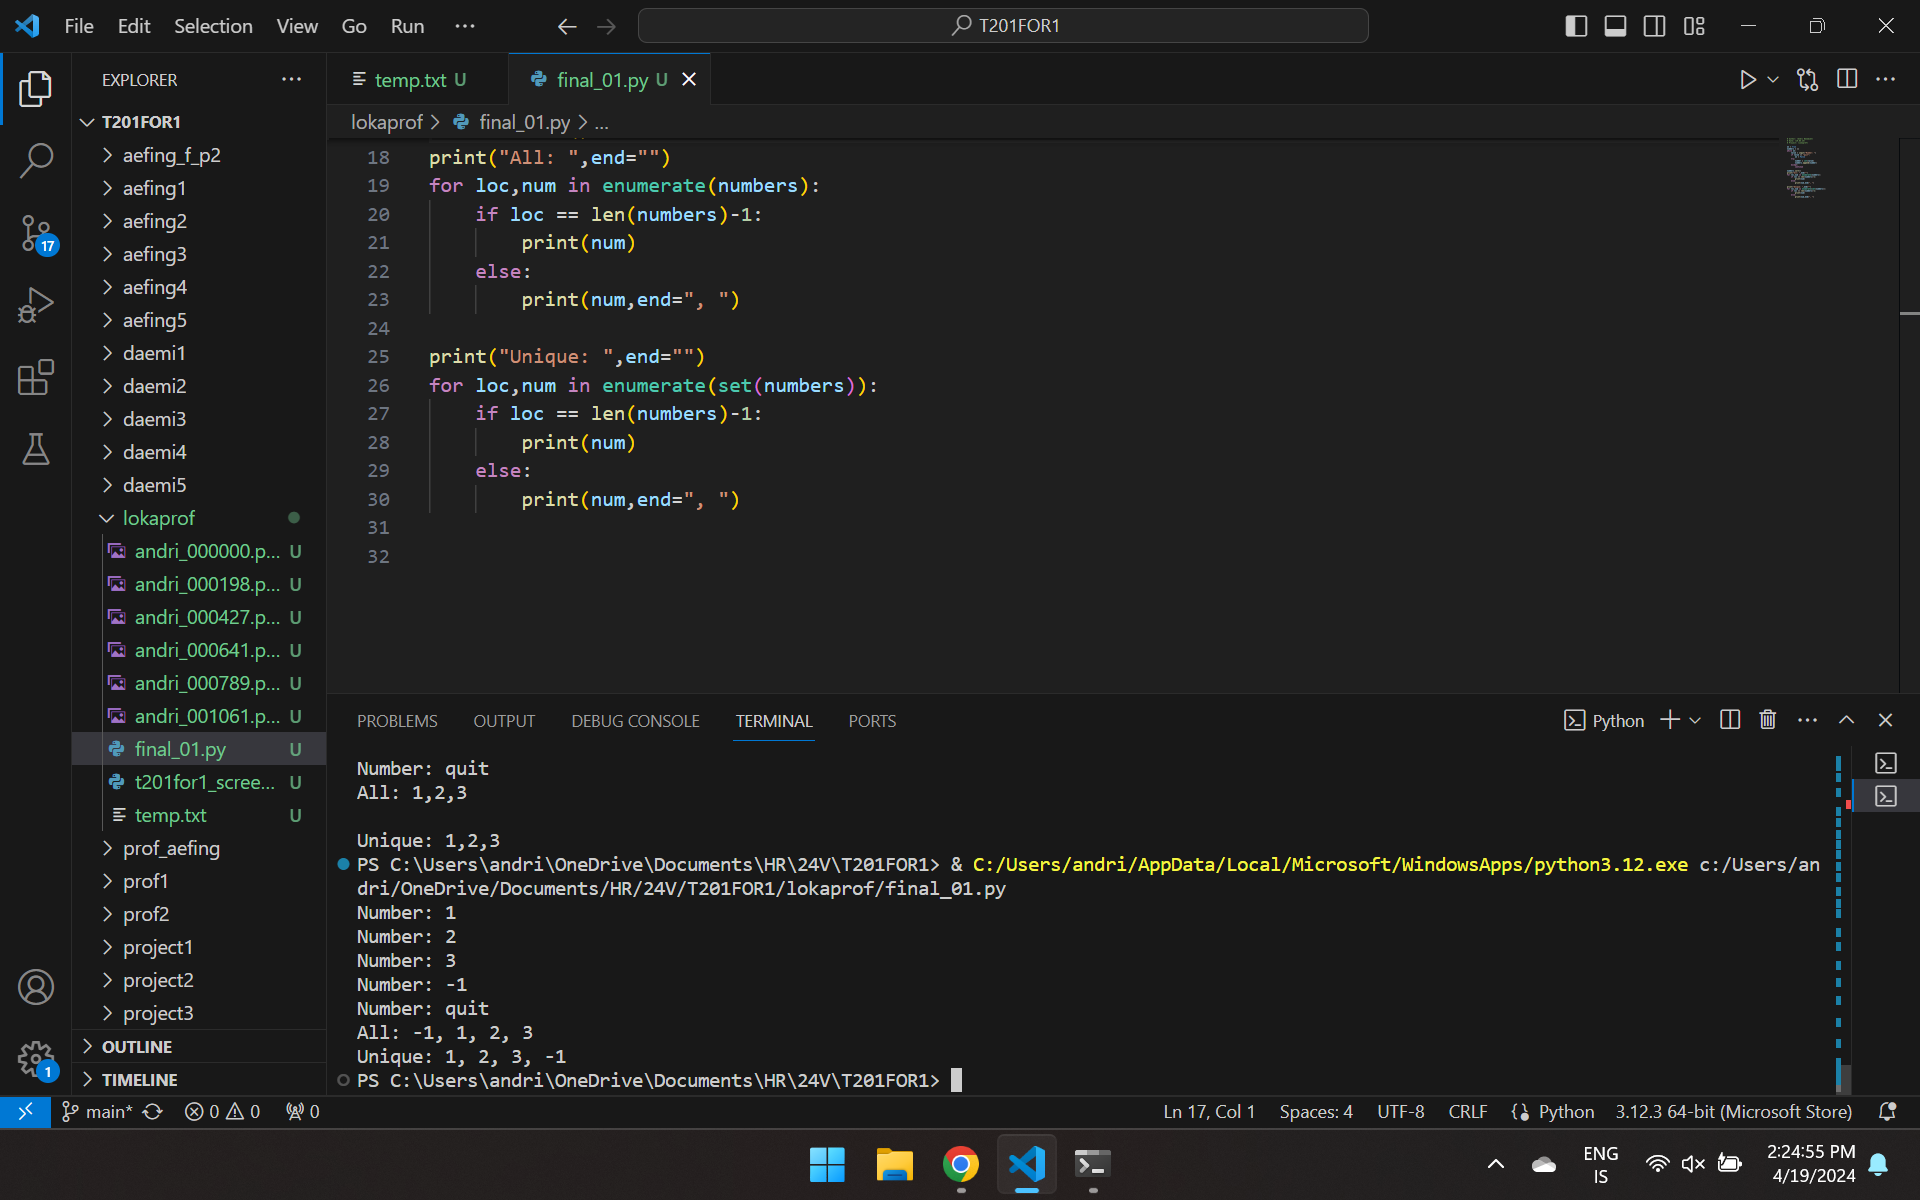 File Edit Selection View Go Run ··· T201FOR1
EXPLORER ···
T201FOR1
aefing_f_p2
aefing1
aefing2
aefing3
aefing4
aefing5
daemi1
daemi2
daemi3
daemi4
daemi5
lokaprof
andri_000000.p... U
andri_000198.p... U
andri_000427.p... U
andri_000641.p... U
andri_000789.p... U
andri_001061.p... U
final_01.py U
t201for1_scree... U
temp.txt U
prof_aefing
prof1
prof2
project1
project2
project3
OUTLINE
TIMELINE
17
1
temp.txt U final_01.py U
lokaprof > final_01.py > ...
18 print("All: ",end="")
19 for loc,num in enumerate(numbers):
20     if loc == len(numbers)-1:
21         print(num)
22     else:
23         print(num,end=", ")
24
25 print("Unique: ",end="")
26 for loc,num in enumerate(set(numbers)):
27     if loc == len(numbers)-1:
28         print(num)
29     else:
30         print(num,end=", ")
31
32
PROBLEMS OUTPUT DEBUG CONSOLE TERMINAL PORTS Python
Number: quit
All: 1,2,3
Unique: 1,2,3
PS C:\Users\andri\OneDrive\Documents\HR\24V\T201FOR1> & C:/Users/andri/AppData/Local/Microsoft/WindowsApps/python3.12.exe c:/Users/an
dri/OneDrive/Documents/HR/24V/T201FOR1/lokaprof/final_01.py
Number: 1
Number: 2
Number: 3
Number: -1
Number: quit
All: -1, 1, 2, 3
Unique: 1, 2, 3, -1
PS C:\Users\andri\OneDrive\Documents\HR\24V\T201FOR1>
main* 0 0 0 Ln 17, Col 1 Spaces: 4 UTF-8 CRLF Python 3.12.3 64-bit (Microsoft Store)
ENG
IS
2:24:55 PM
4/19/2024